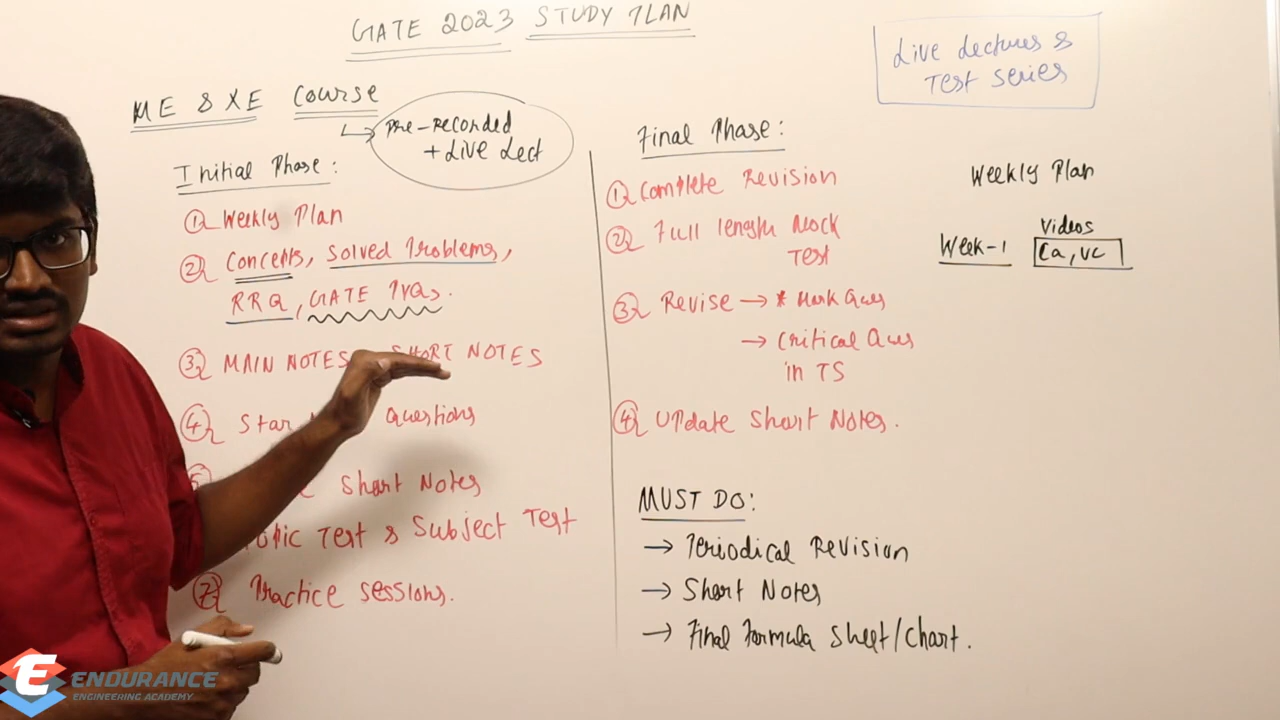 GATE 2023 STUDY PLAN
Live Lectures &
Test series
ME & XE Course
Pre-recorded
+ Live Lect
Initial Phase:
① Weekly Plan
② Concepts, Solved Problems,
RRQ, GATE PYQs.
③ MAIN NOTES SHORT NOTES
④ Star Questions
Short Notes
Topic Test & Subject Test
⑦ Practice Sessions.
Final Phase:
① Complete Revision
② Full length Mock
Test
③ Revise → * Mark Ques
→ Critical Ques
in TS
④ Update Short Notes.
MUST DO:
→ Periodical Revision
→ Short Notes
→ Final Formula Sheet/Chart.
Weekly Plan
Videos
Week-1 Ca, VC
E ENDURANCE
ENGINEERING ACADEMY